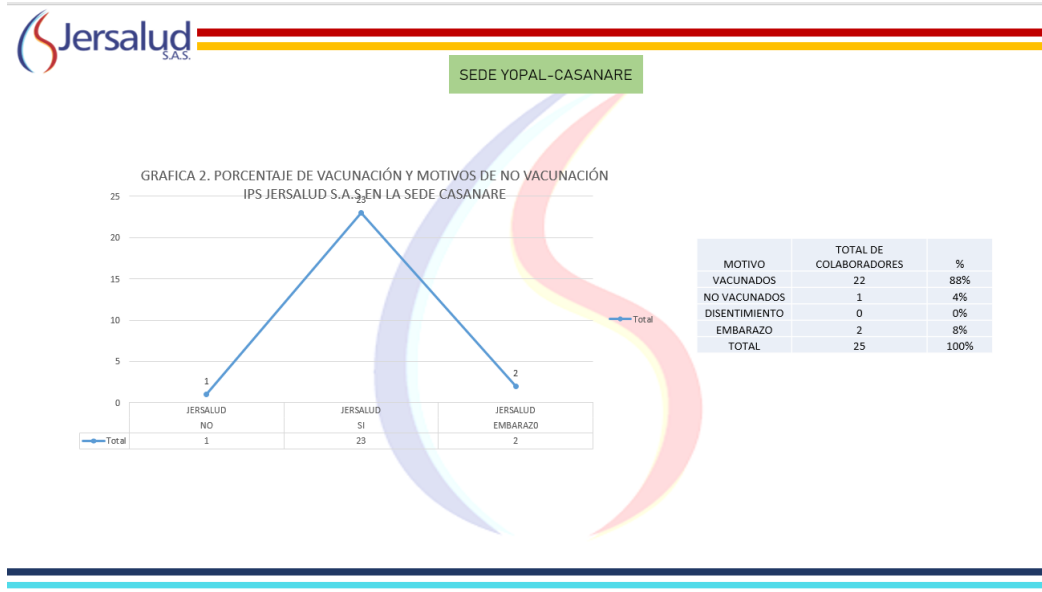 Jersalud
S.A.S.
SEDE YOPAL-CASANARE
GRAFICA 2. PORCENTAJE DE VACUNACIÓN Y MOTIVOS DE NO VACUNACIÓN
IPS JERSALUD S.A.S EN LA SEDE CASANARE
25
20
15
10
5
0
1
23
2
JERSALUD JERSALUD JERSALUD
NO SI EMBARAZ0
Total 1 23 2
Total
MOTIVO TOTAL DE COLABORADORES %
VACUNADOS 22 88%
NO VACUNADOS 1 4%
DISENTIMIENTO 0 0%
EMBARAZO 2 8%
TOTAL 25 100%